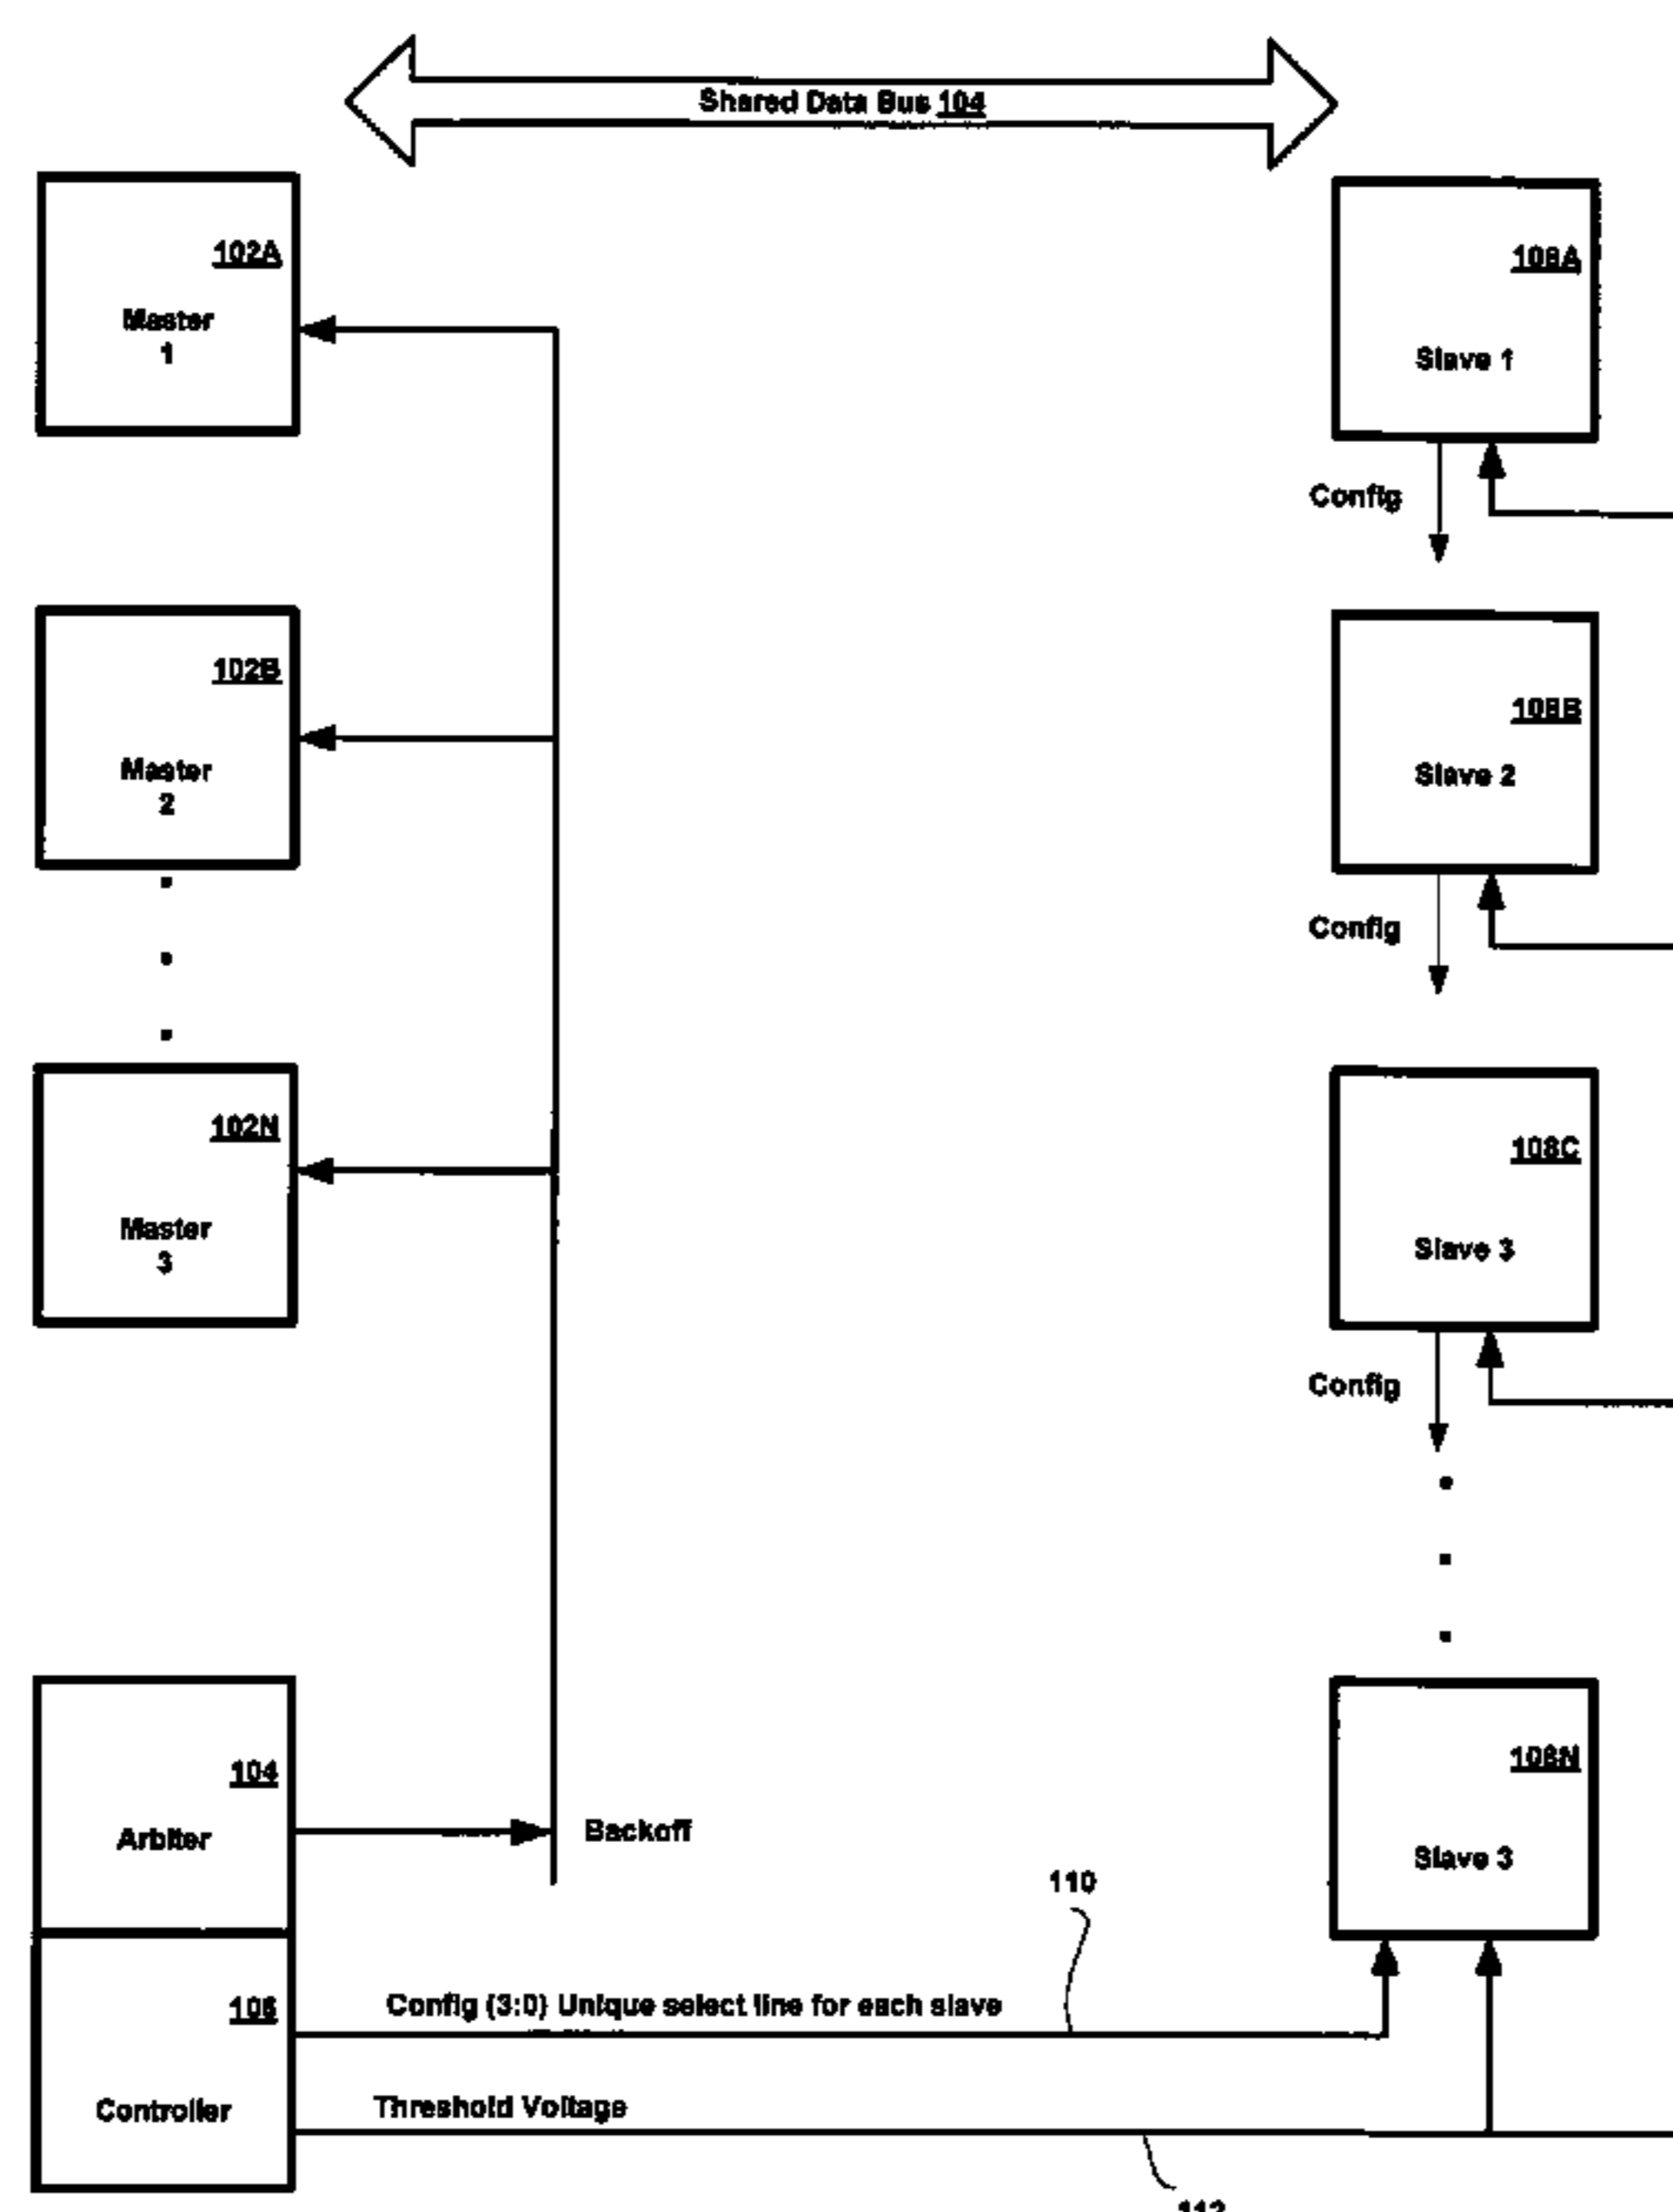 Shared Data Bus 104
102A
Master
1
108A
Slave 1
Config
102B
Master
2
108B
Slave 2
Config
102N
Master
3
108C
Slave 3
Config
104
Arbiter
Backoff
108N
Slave 3
110
106
Config (3:0) Unique select line for each slave
Controller
Threshold Voltage
112